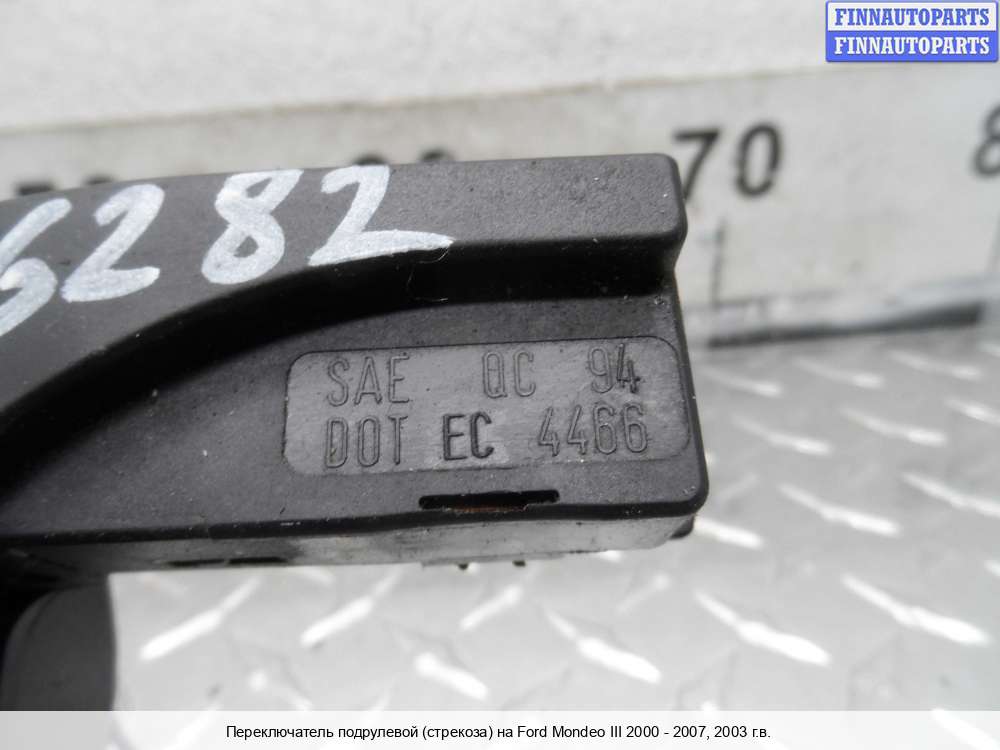 FINNAUTOPARTS
FINNAUTOPARTS
70
8
6282
SAE QC 94
DOT EC 4466
Переключатель подрулевой (стрекоза) на Ford Mondeo III 2000 - 2007, 2003 г.в.